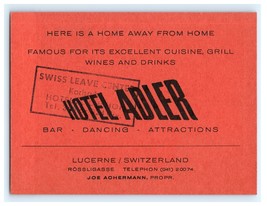 HERE IS A HOME AWAY FROM HOME
FAMOUS FOR ITS EXCELLENT CUISINE, GRILL
WINES AND DRINKS
SWISS LEAVE
HOTEL ADLER
BAR - DANCING - ATTRACTIONS
LUCERNE / SWITZERLAND
RÖSSLIGASSE TELEPHON (041) 20074
JOE ACHERMANN, PROPR.